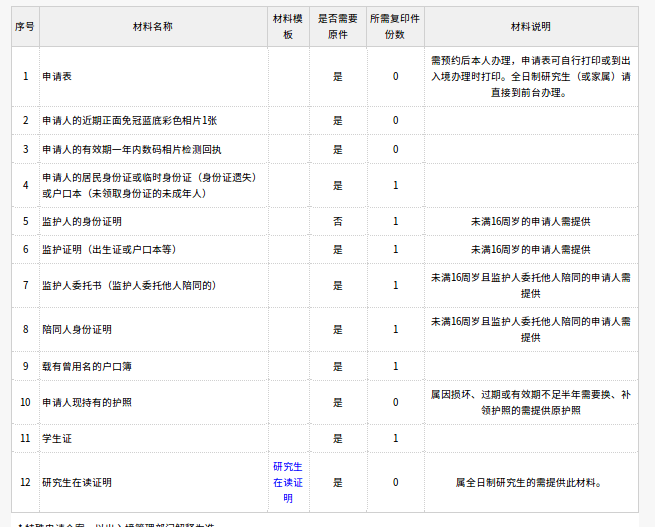 序号 材料名称 材料模板 是否需要原件 所需复印件份数 材料说明
1 申请表 是 0 需预约后本人办理，申请表可自行打印或到出
入境办理时打印。全日制研究生（或家属）请
直接到前台办理。
2 申请人的近期正面免冠蓝底彩色相片1张 是 0
3 申请人的有效期一年内数码相片检测回执 是 0
4 申请人的居民身份证或临时身份证（身份证遗失）
或户口本（未领取身份证的未成年人） 是 1
5 监护人的身份证明 否 1 未满16周岁的申请人需提供
6 监护证明（出生证或户口本等） 是 1 未满16周岁的申请人需提供
7 监护人委托书（监护人委托他人陪同的） 是 1 未满16周岁且监护人委托他人陪同的申请人需
提供
8 陪同人身份证明 是 1 未满16周岁且监护人委托他人陪同的申请人需
提供
9 载有曾用名的户口簿 是 1
10 申请人现持有的护照 是 0 属因损坏、过期或有效期不足半年需要换、补
领护照的需提供原护照
11 学生证 是 1
12 研究生在读证明 研究生
在读证
明 是 0 属全日制研究生的需提供此材料。